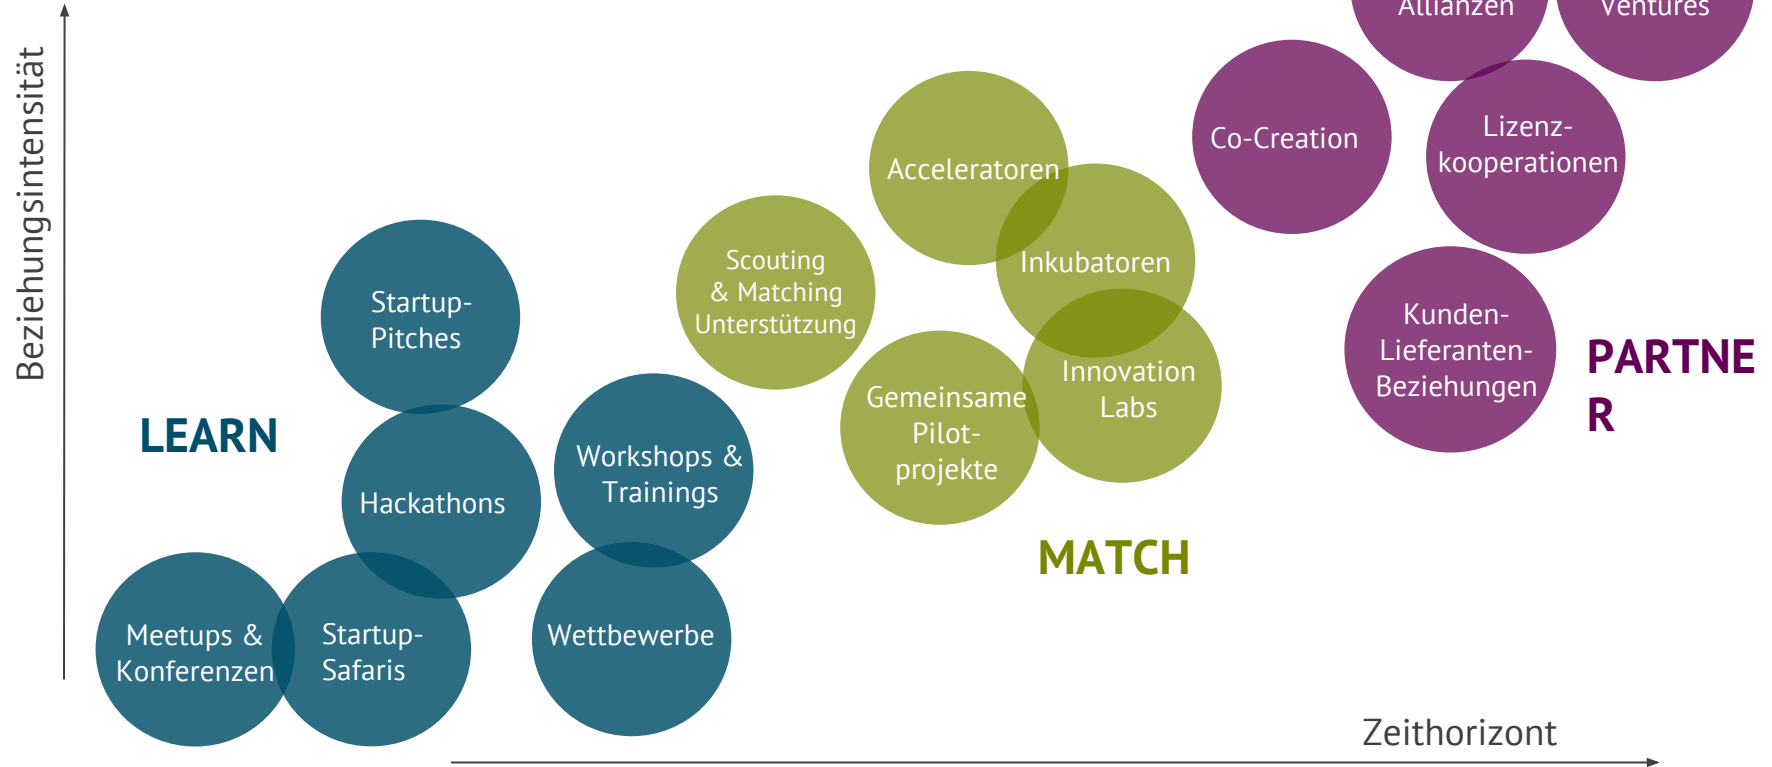 Beziehungsintensität
Allianzen
Ventures
Co-Creation
Lizenz-
kooperationen
Acceleratoren
Inkubatoren
Scouting
& Matching
Unterstützung
Startup-
Pitches
Kunden-
Lieferanten-
Beziehungen
PARTNE
R
Innovation
Labs
Gemeinsame
Pilot-
projekte
LEARN
Workshops &
Trainings
Hackathons
MATCH
Meetups &
Konferenzen
Startup-
Safaris
Wettbewerbe
Zeithorizont